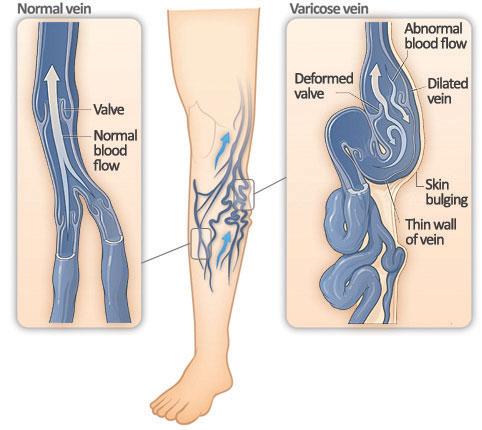 Normal vein
Valve
Normal
blood
flow
Varicose vein
Abnormal
blood flow
Deformed
valve
Dilated
vein
Skin
bulging
Thin wall
of vein